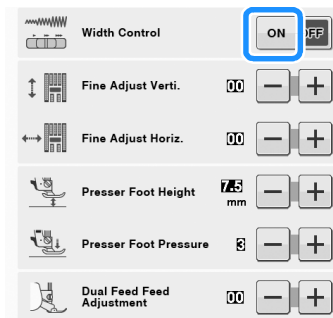 Width Control ON OFF
Fine Adjust Verti. 00 − +
Fine Adjust Horiz. 00 − +
Presser Foot Height 7.5 mm − +
Presser Foot Pressure 3 − +
Dual Feed Feed
Adjustment 00 − +